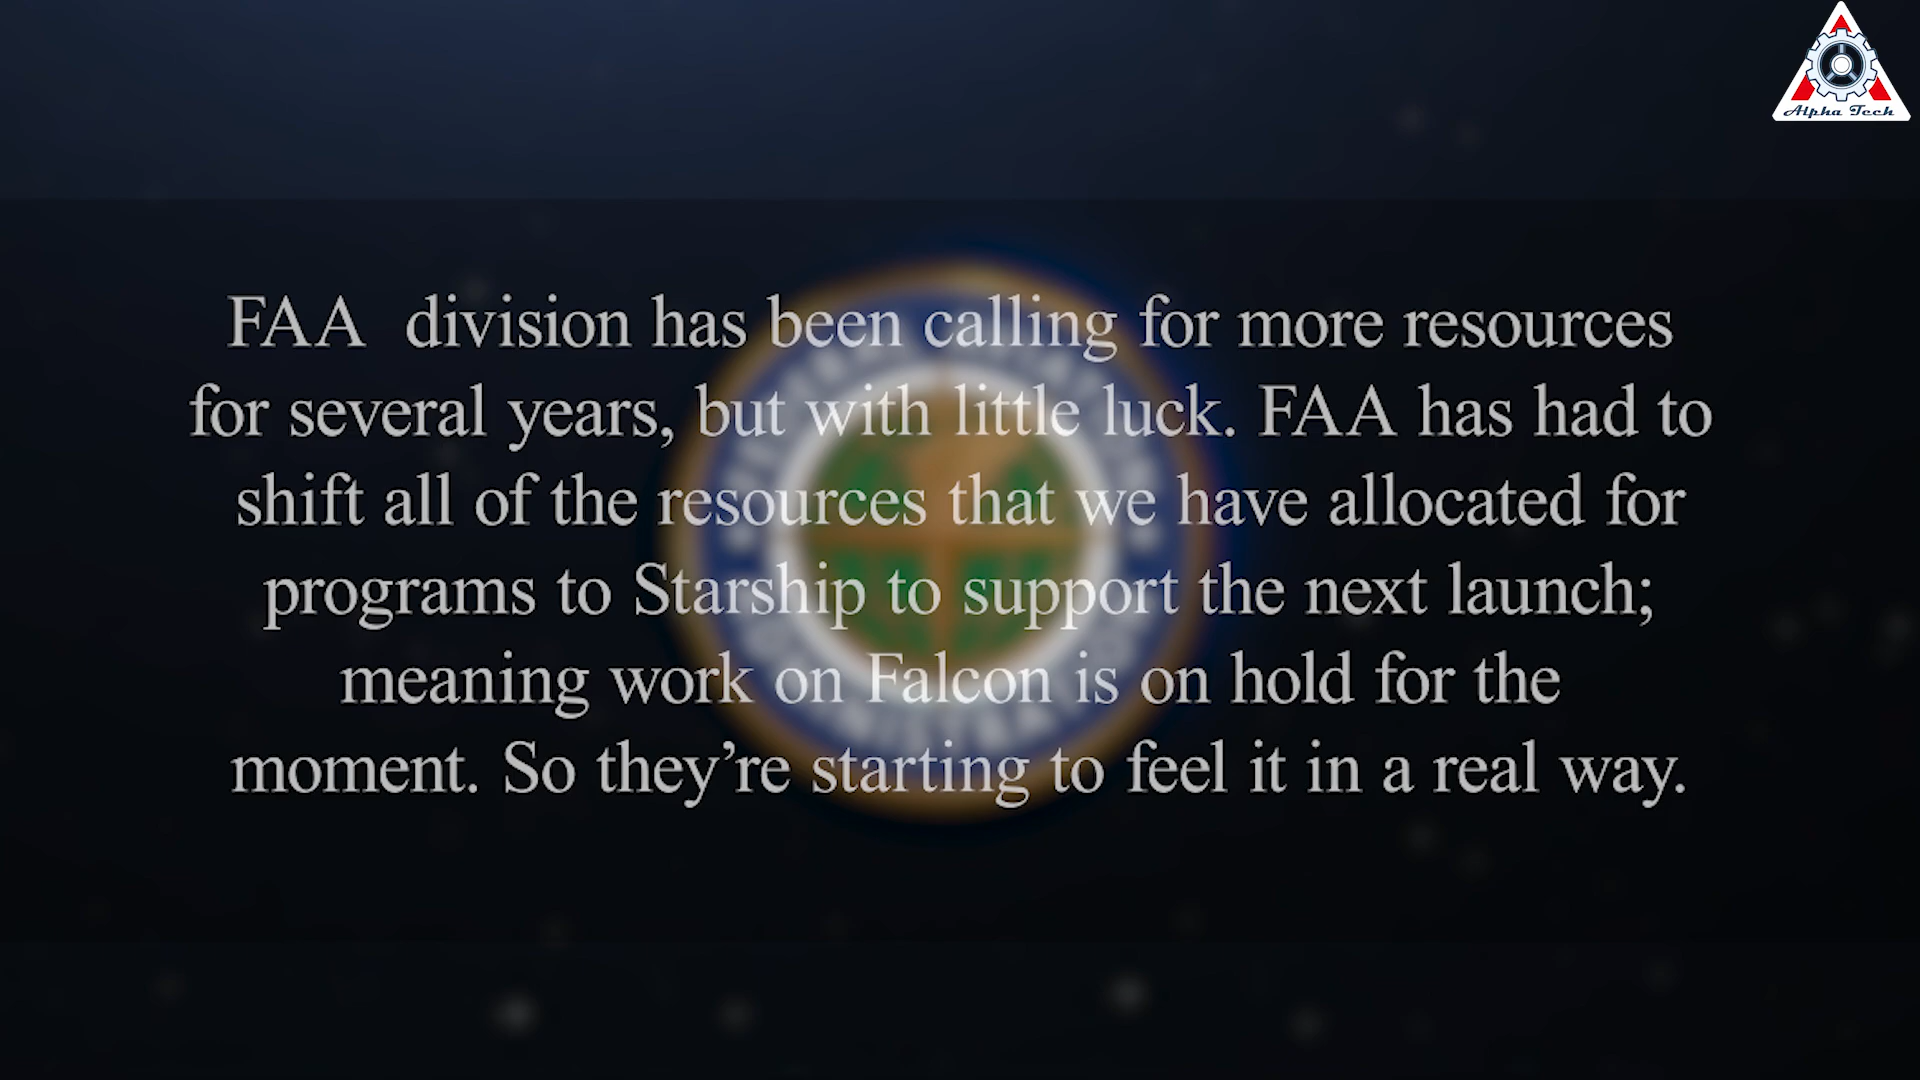 Alpha Tech
FAA division has been calling for more resources
for several years, but with little luck. FAA has had to
shift all of the resources that we have allocated for
programs to Starship to support the next launch;
meaning work on Falcon is on hold for the
moment. So they’re starting to feel it in a real way.